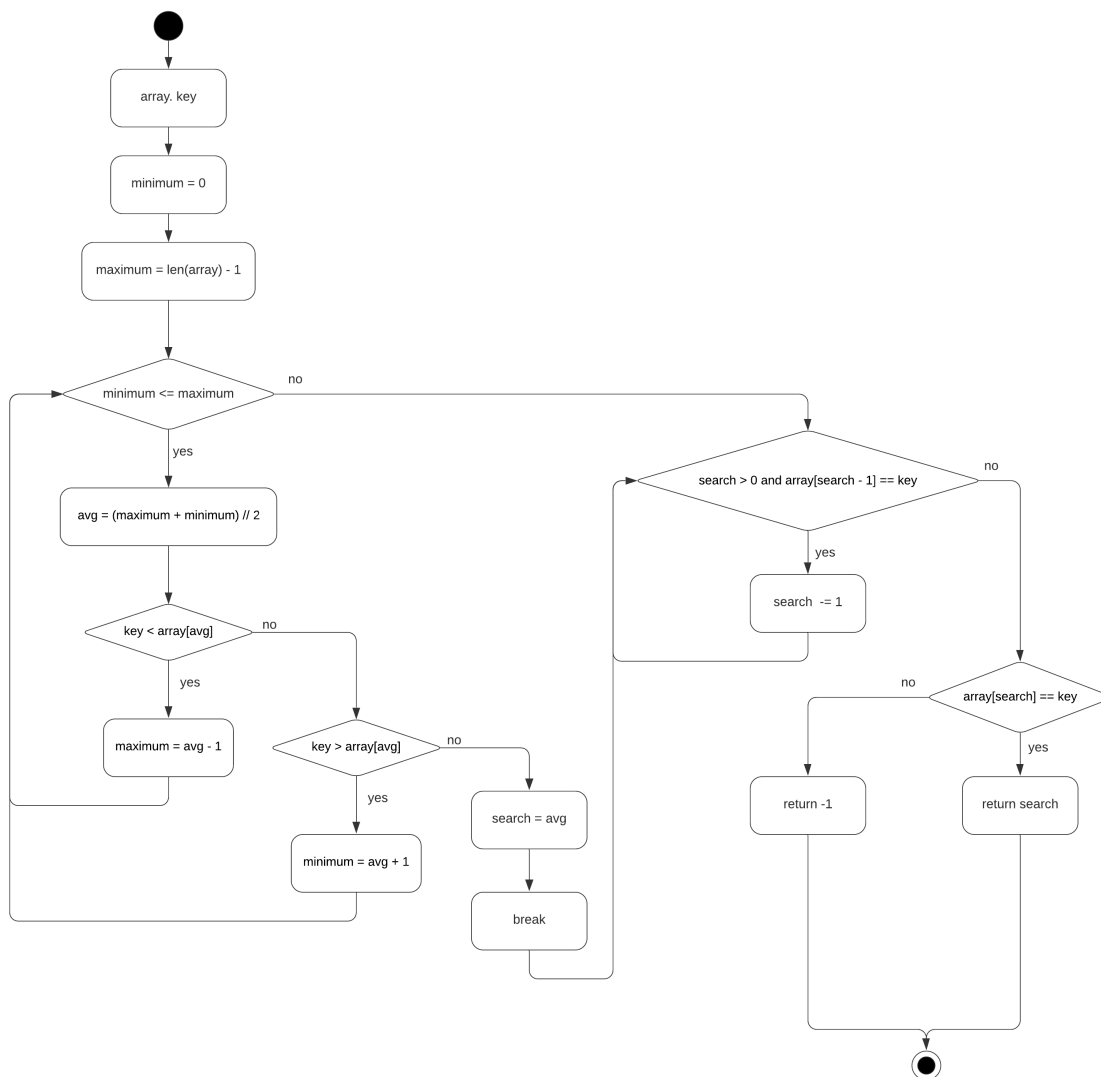 array. key
minimum = 0
maximum = len(array) - 1
minimum <= maximum
no
yes
avg = (maximum + minimum) // 2
key < array[avg]
no
yes
maximum = avg - 1
key > array[avg]
no
yes
minimum = avg + 1
search = avg
break
search > 0 and array[search - 1] == key
no
yes
search  -= 1
array[search] == key
no
yes
return -1
return search